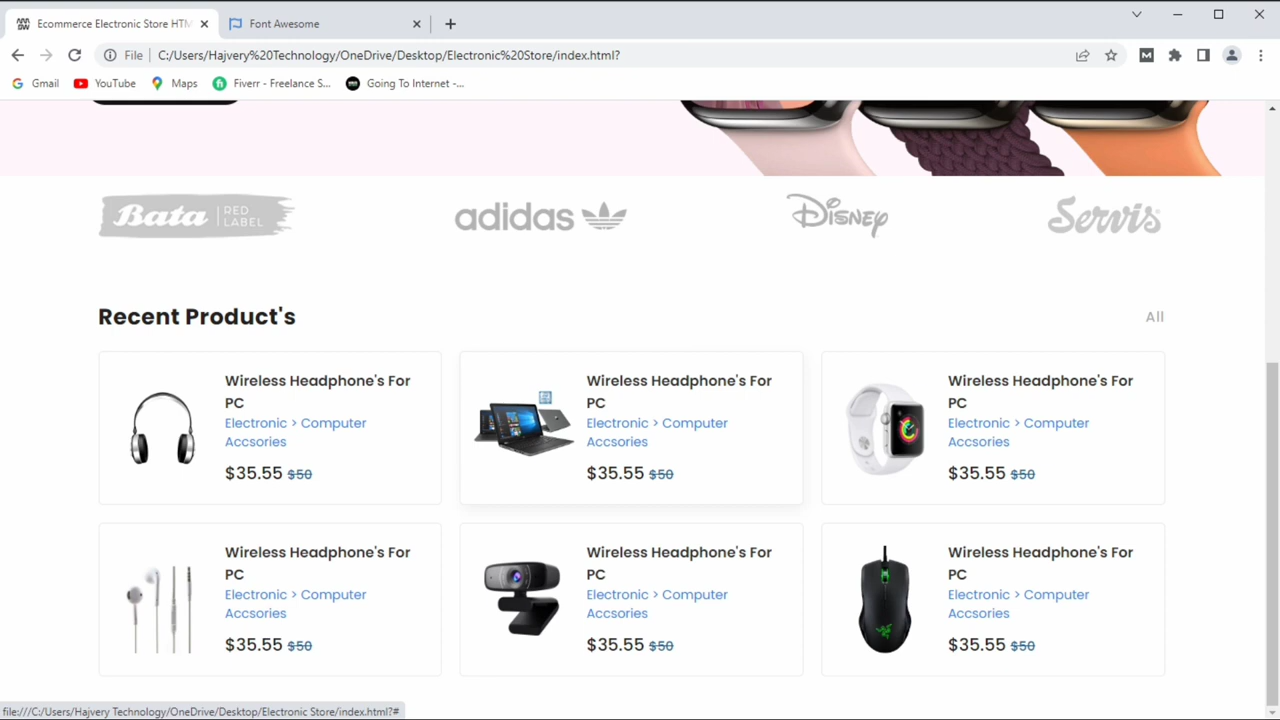 Ecommerce Electronic Store HTM
Font Awesome
File
C:/Users/Hajvery%20Technology/OneDrive/Desktop/Electronic%20Store/index.html?
Gmail
YouTube
Maps
Fiverr - Freelance S...
Going To Internet -...
Bata RED LABEL
adidas
Disney
Servis
Recent Product's
All
Wireless Headphone's For
PC
Electronic > Computer
Accsories
$35.55 $50
Wireless Headphone's For
PC
Electronic > Computer
Accsories
$35.55 $50
Wireless Headphone's For
PC
Electronic > Computer
Accsories
$35.55 $50
Wireless Headphone's For
PC
Electronic > Computer
Accsories
$35.55 $50
Wireless Headphone's For
PC
Electronic > Computer
Accsories
$35.55 $50
Wireless Headphone's For
PC
Electronic > Computer
Accsories
$35.55 $50
file:///C:/Users/Hajvery Technology/OneDrive/Desktop/Electronic Store/index.html?#